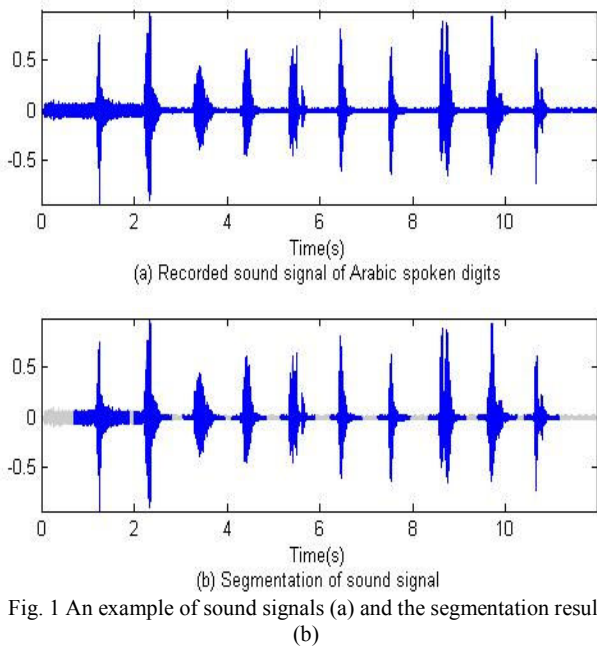 0.5
0
-0.5
0 2 4 6 8 10
Time(s)
(a) Recorded sound signal of Arabic spoken digits
0.5
0
-0.5
0 2 4 6 8 10
Time(s)
(b) Segmentation of sound signal
Fig. 1 An example of sound signals (a) and the segmentation resul
(b)